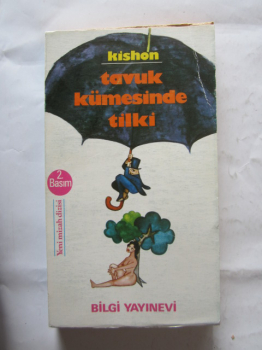 kishon
tavuk
kümesinde
tilki
2.
Basım
Yeni mizah dizisi
BİLGİ YAYINEVİ